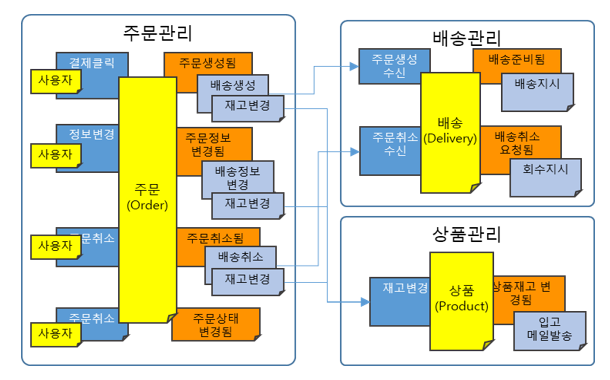 주문관리
결제클릭
사용자
주문생성됨
배송생성
재고변경
정보변경
사용자
주문정보
변경됨
배송정보
변경
재고변경
주문
(Order)
주문취소
사용자
주문취소됨
배송취소
재고변경
주문취소
사용자
주문상태
변경됨
배송관리
주문생성
수신
배송준비됨
배송지시
배송
(Delivery)
주문취소
수신
배송취소
요청됨
회수지시
상품관리
재고변경
상품
(Product)
상품재고 변
경됨
입고
메일발송